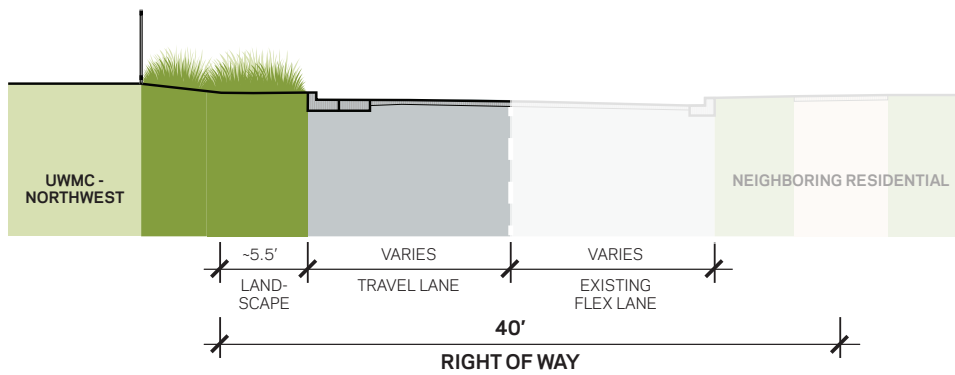 UWMC -
NORTHWEST
NEIGHBORING RESIDENTIAL
~5.5'
LAND-
SCAPE
VARIES
TRAVEL LANE
VARIES
EXISTING
FLEX LANE
40'
RIGHT OF WAY